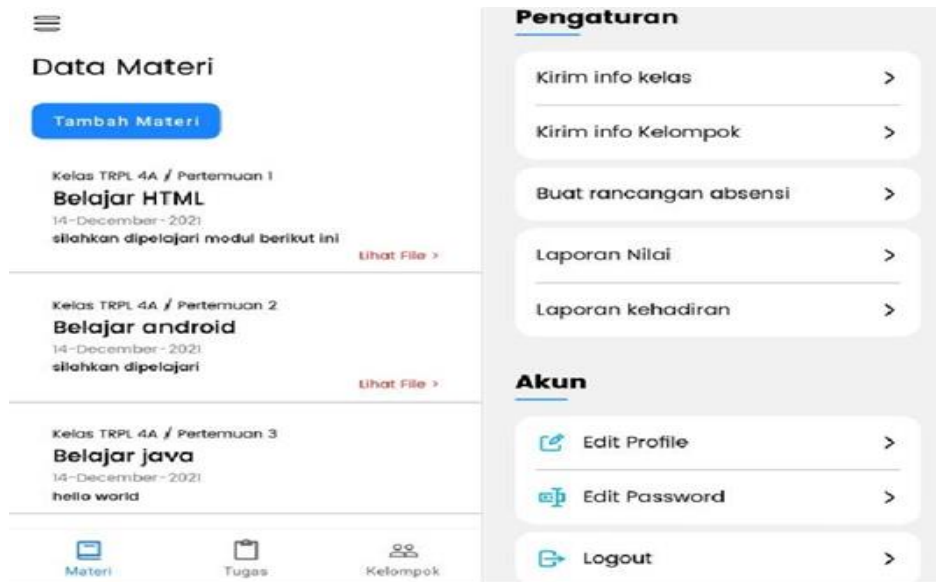 Data Materi
Tambah Materi
Kelas TRPL 4A / Pertemuan 1
Belajar HTML
14-December-2021
silahkan dipelajari modul berikut ini
Lihat File >
Kelas TRPL 4A / Pertemuan 2
Belajar android
14-December-2021
silahkan dipelajari
Lihat File >
Kelas TRPL 4A / Pertemuan 3
Belajar java
14-December-2021
hello world
Materi
Tugas
Kelompok
Pengaturan
Kirim info kelas >
Kirim info Kelompok >
Buat rancangan absensi >
Laporan Nilai >
Laporan kehadiran >
Akun
Edit Profile >
Edit Password >
Logout >